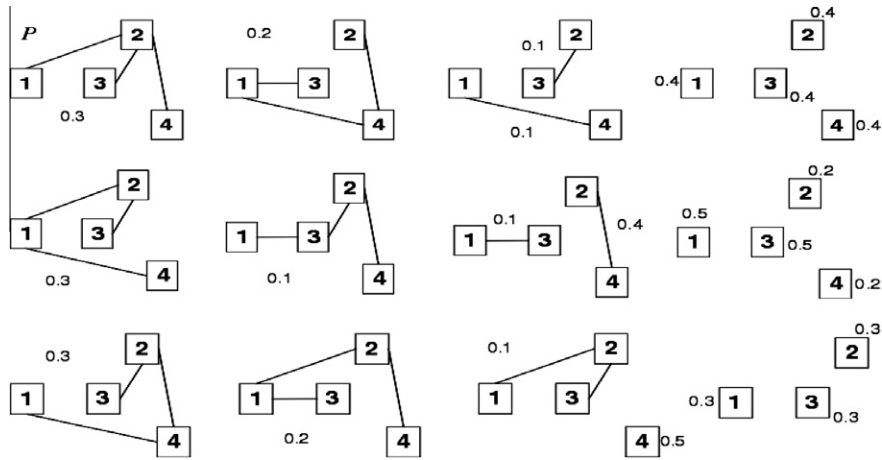 P 2 0.2 2 0.1 2 0.4 2
1 3 1 3 1 3 0.4 1 3 0.4
0.3 4 4 0.1 4 4 0.4
2 2 2 0.2 2
1 3 1 3 1 0.1 3 0.4 0.5 1 3 0.5
0.3 4 0.1 4 4 4 0.2
0.3 2 2 0.1 2 0.3 2
1 3 1 3 1 3 0.3 1 3 0.3
4 0.2 4 4 0.5